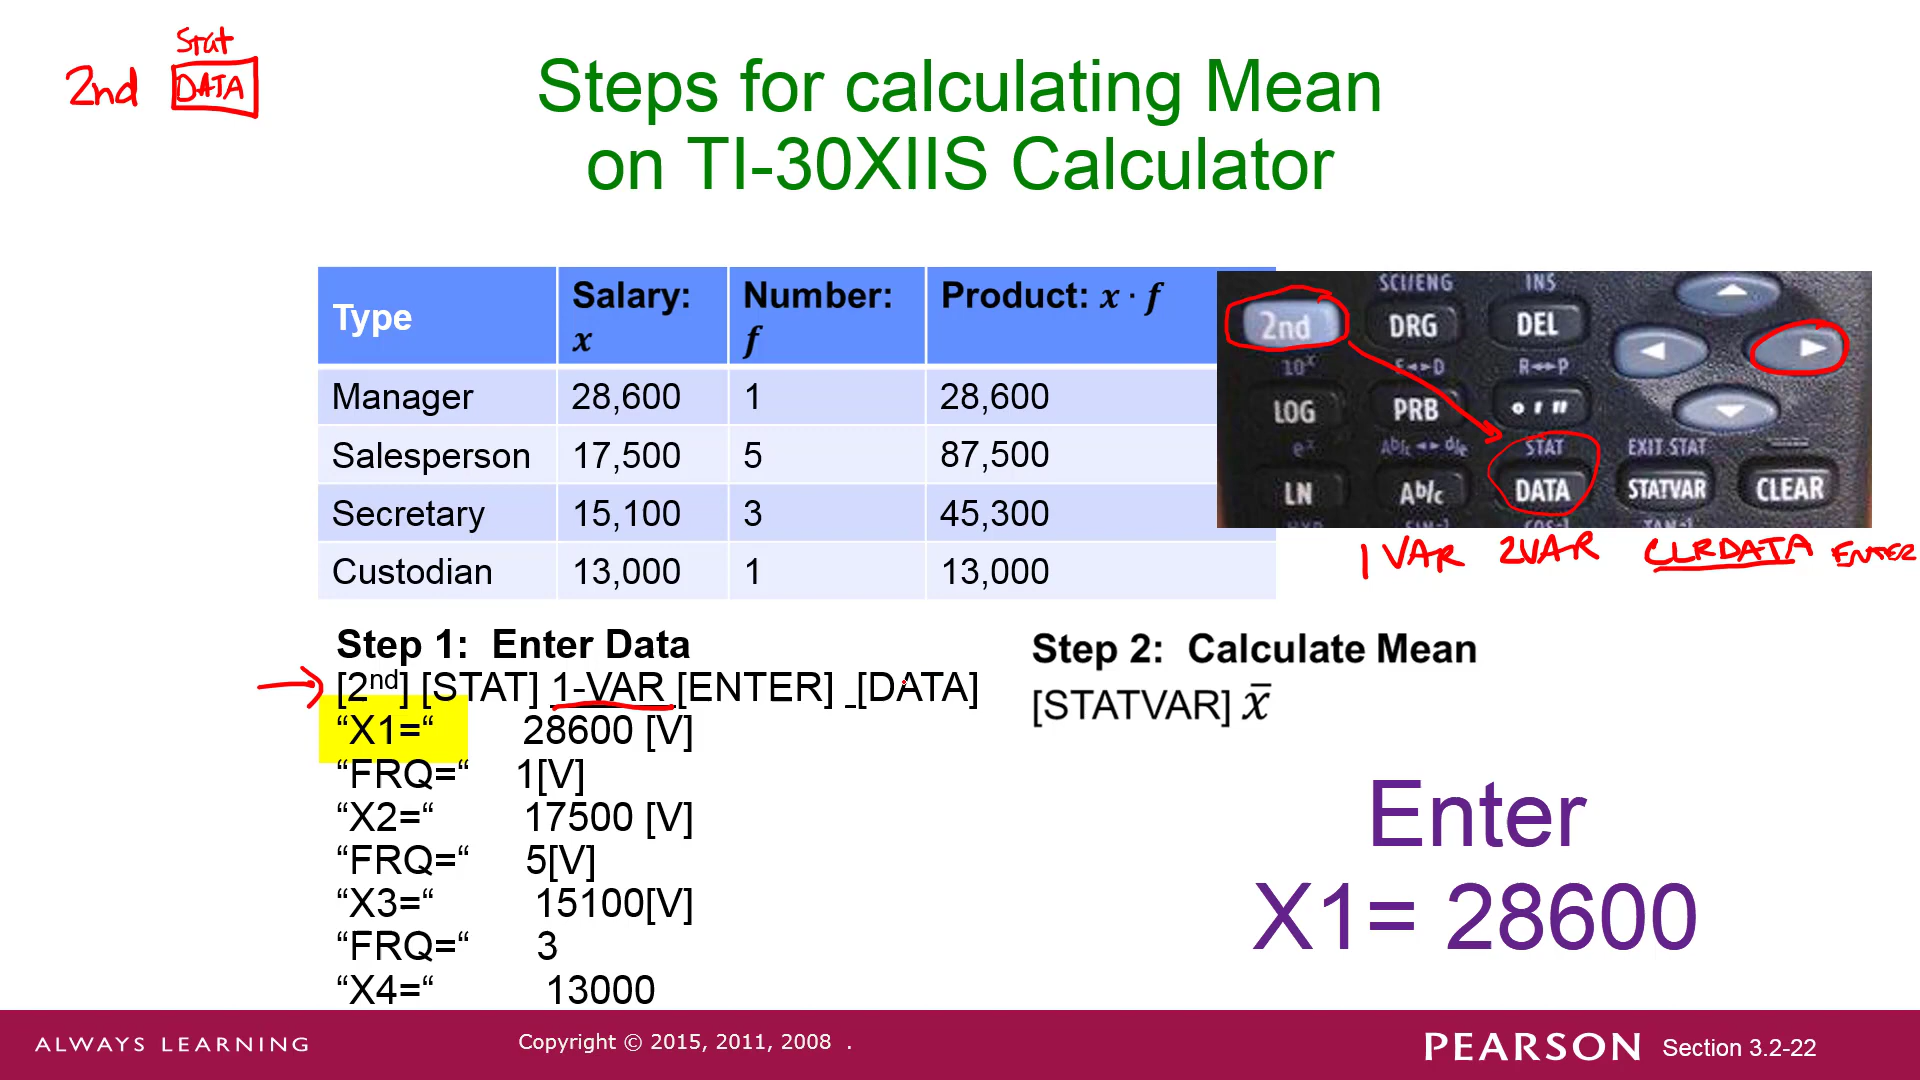 Stat
2nd DATA
Steps for calculating Mean
on TI-30XIIS Calculator
Type Salary: x Number: f Product: x · f
Manager 28,600 1 28,600
Salesperson 17,500 5 87,500
Secretary 15,100 3 45,300
Custodian 13,000 1 13,000
SCI/ENG INS
2nd DRG DEL
10ˣ E◄►D R◄►P
LOG PRB ° ' "
eˣ Ab/c◄►d/e STAT EXIT STAT
LN Ab/c DATA STATVAR CLEAR
1 VAR 2VAR CLRDATA ENTER
Step 1: Enter Data
[2nd] [STAT] 1-VAR [ENTER] _[DATA]
“X1=“ 28600 [V]
“FRQ=“ 1[V]
“X2=“ 17500 [V]
“FRQ=“ 5[V]
“X3=“ 15100[V]
“FRQ=“ 3
“X4=“ 13000
Step 2: Calculate Mean
[STATVAR] x̄
Enter
X1= 28600
ALWAYS LEARNING Copyright © 2015, 2011, 2008 . PEARSON Section 3.2-22